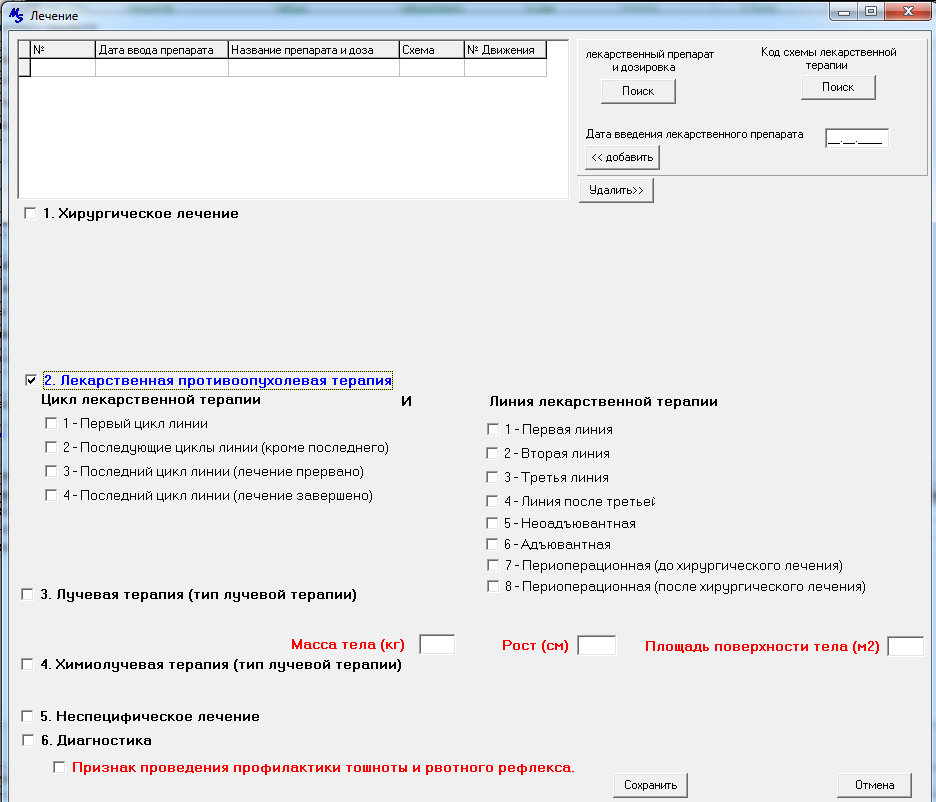 Лечение
№ Дата ввода препарата Название препарата и доза Схема № Движения
лекарственный препарат
и дозировка
Поиск
Код схемы лекарственной
терапии
Поиск
Дата введения лекарственного препарата __.__.____
<< добавить
Удалить>>
1. Хирургическое лечение
2. Лекарственная противоопухолевая терапия
Цикл лекарственной терапии И Линия лекарственной терапии
1 - Первый цикл линии
2 - Последующие циклы линии (кроме последнего)
3 - Последний цикл линии (лечение прервано)
4 - Последний цикл линии (лечение завершено)
1 - Первая линия
2 - Вторая линия
3 - Третья линия
4 - Линия после третьей
5 - Неоадъювантная
6 - Адъювантная
7 - Периоперационная (до хирургического лечения)
8 - Периоперационная (после хирургического лечения)
3. Лучевая терапия (тип лучевой терапии)
Масса тела (кг) Рост (см) Площадь поверхности тела (м2)
4. Химиолучевая терапия (тип лучевой терапии)
5. Неспецифическое лечение
6. Диагностика
Признак проведения профилактики тошноты и рвотного рефлекса.
Сохранить Отмена